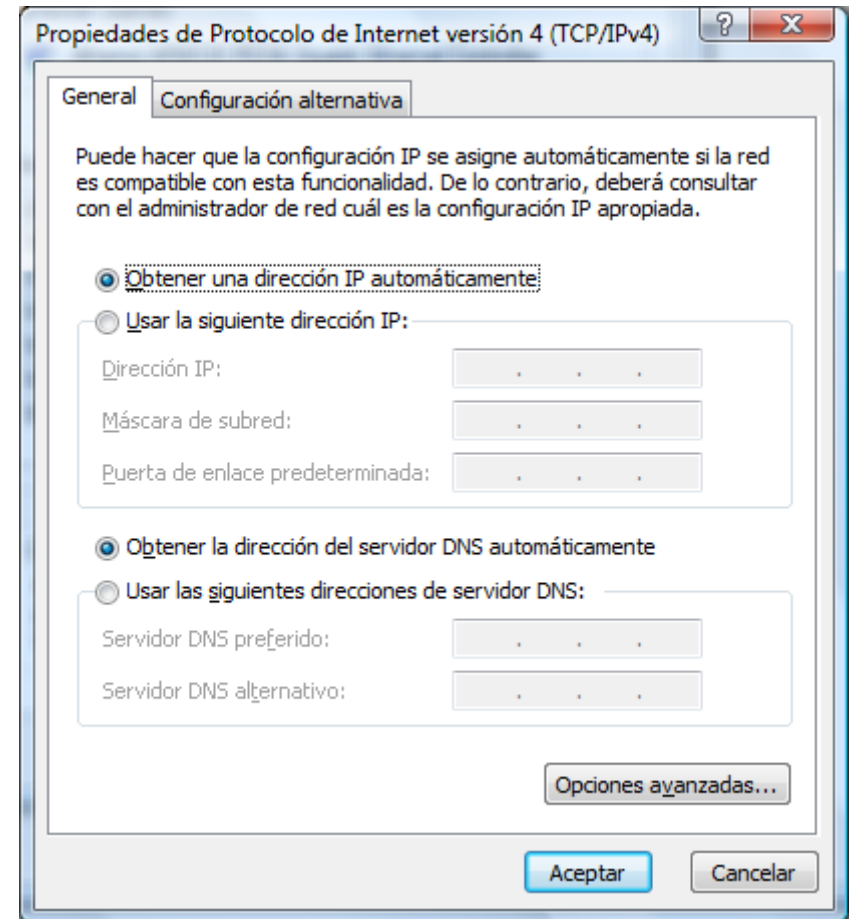 Propiedades de Protocolo de Internet versión 4 (TCP/IPv4)
General
Configuración alternativa
Puede hacer que la configuración IP se asigne automáticamente si la red
es compatible con esta funcionalidad. De lo contrario, deberá consultar
con el administrador de red cuál es la configuración IP apropiada.
Obtener una dirección IP automáticamente
Usar la siguiente dirección IP:
Dirección IP:
Máscara de subred:
Puerta de enlace predeterminada:
Obtener la dirección del servidor DNS automáticamente
Usar las siguientes direcciones de servidor DNS:
Servidor DNS preferido:
Servidor DNS alternativo:
Opciones avanzadas...
Aceptar
Cancelar